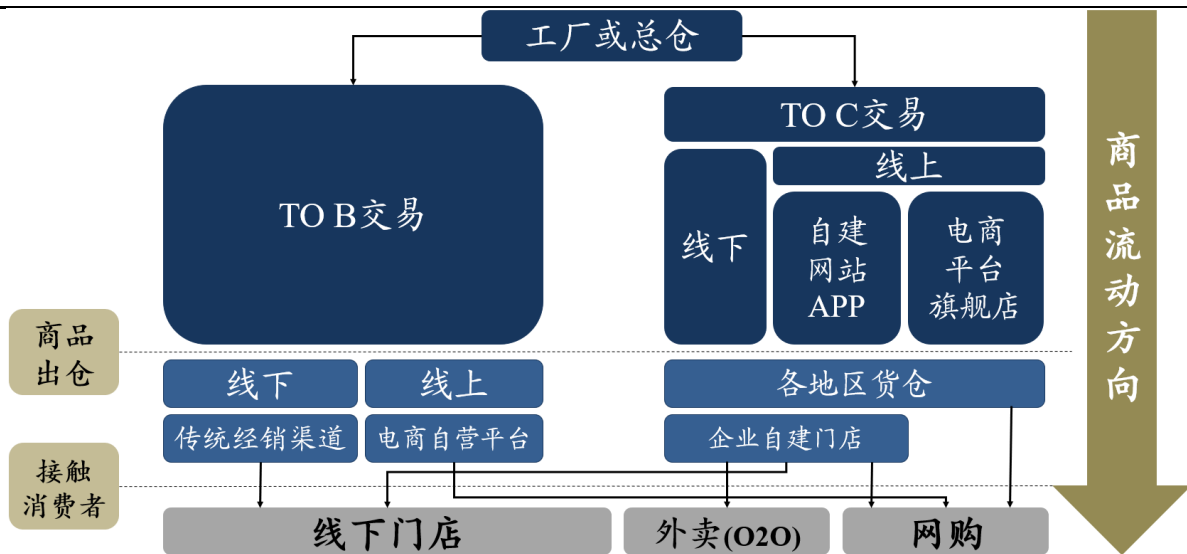 工厂或总仓
TO B交易
TO C交易
线下
线上
自建
网站
APP
电商
平台
旗舰店
商品流动方向
商品
出仓
线下
线上
各地区货仓
传统经销渠道
电商自营平台
企业自建门店
接触
消费者
线下门店
外卖(O2O)
网购